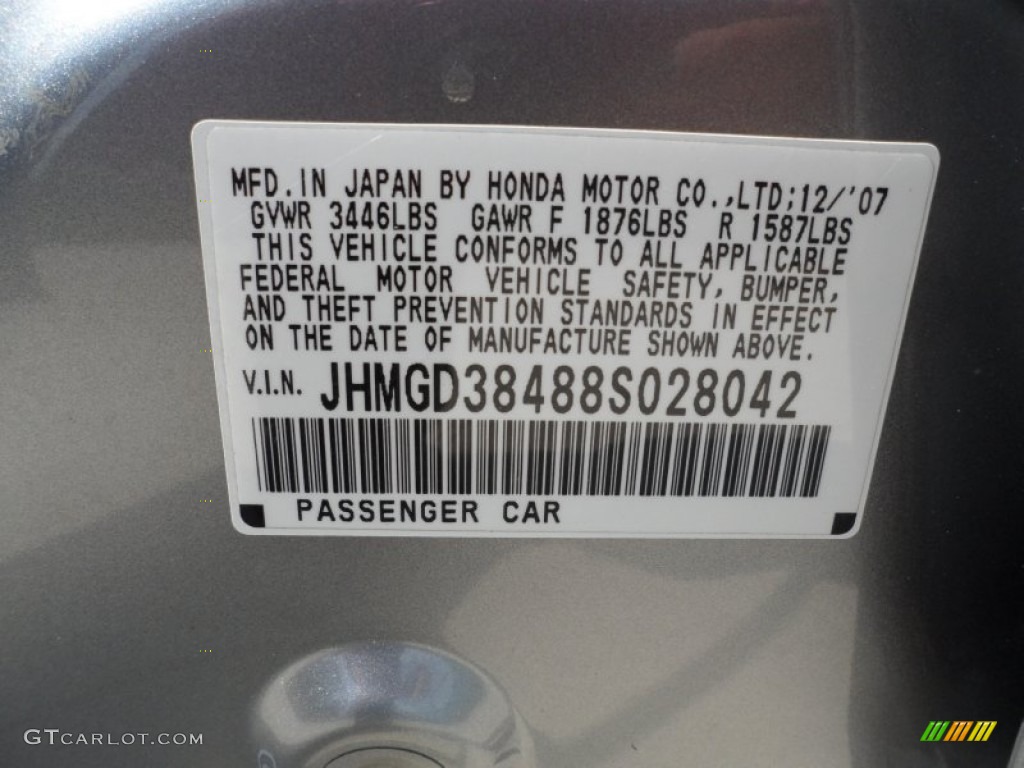 MFD. IN JAPAN BY HONDA MOTOR CO., LTD; 12/'07
GVWR 3446LBS GAWR F 1876LBS R 1587LBS
THIS VEHICLE CONFORMS TO ALL APPLICABLE
FEDERAL MOTOR VEHICLE SAFETY, BUMPER,
AND THEFT PREVENTION STANDARDS IN EFFECT
ON THE DATE OF MANUFACTURE SHOWN ABOVE.
V.I.N. JHMGD38488S028042
PASSENGER CAR
GTCARLOT.COM